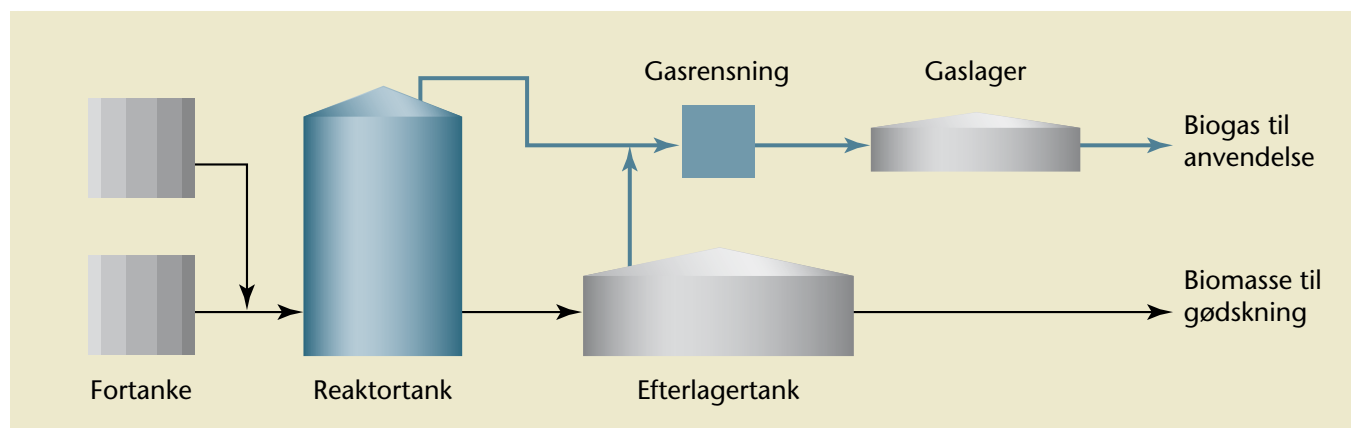 Gasrensning
Gaslager
Biogas til
anvendelse
Biomasse til
gødskning
Fortanke
Reaktortank
Efterlagertank